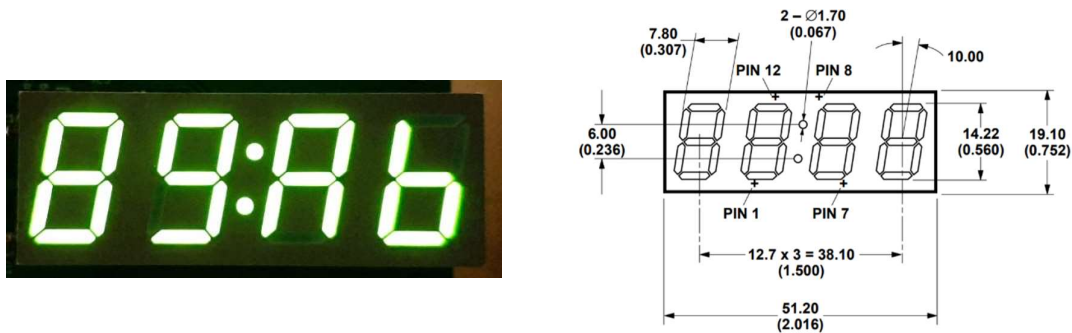 89:Ab
2 – Ø1.70
(0.067)
7.80
(0.307)
10.00
PIN 12
PIN 8
6.00
(0.236)
14.22
(0.560)
19.10
(0.752)
PIN 1
PIN 7
12.7 x 3 = 38.10
(1.500)
51.20
(2.016)